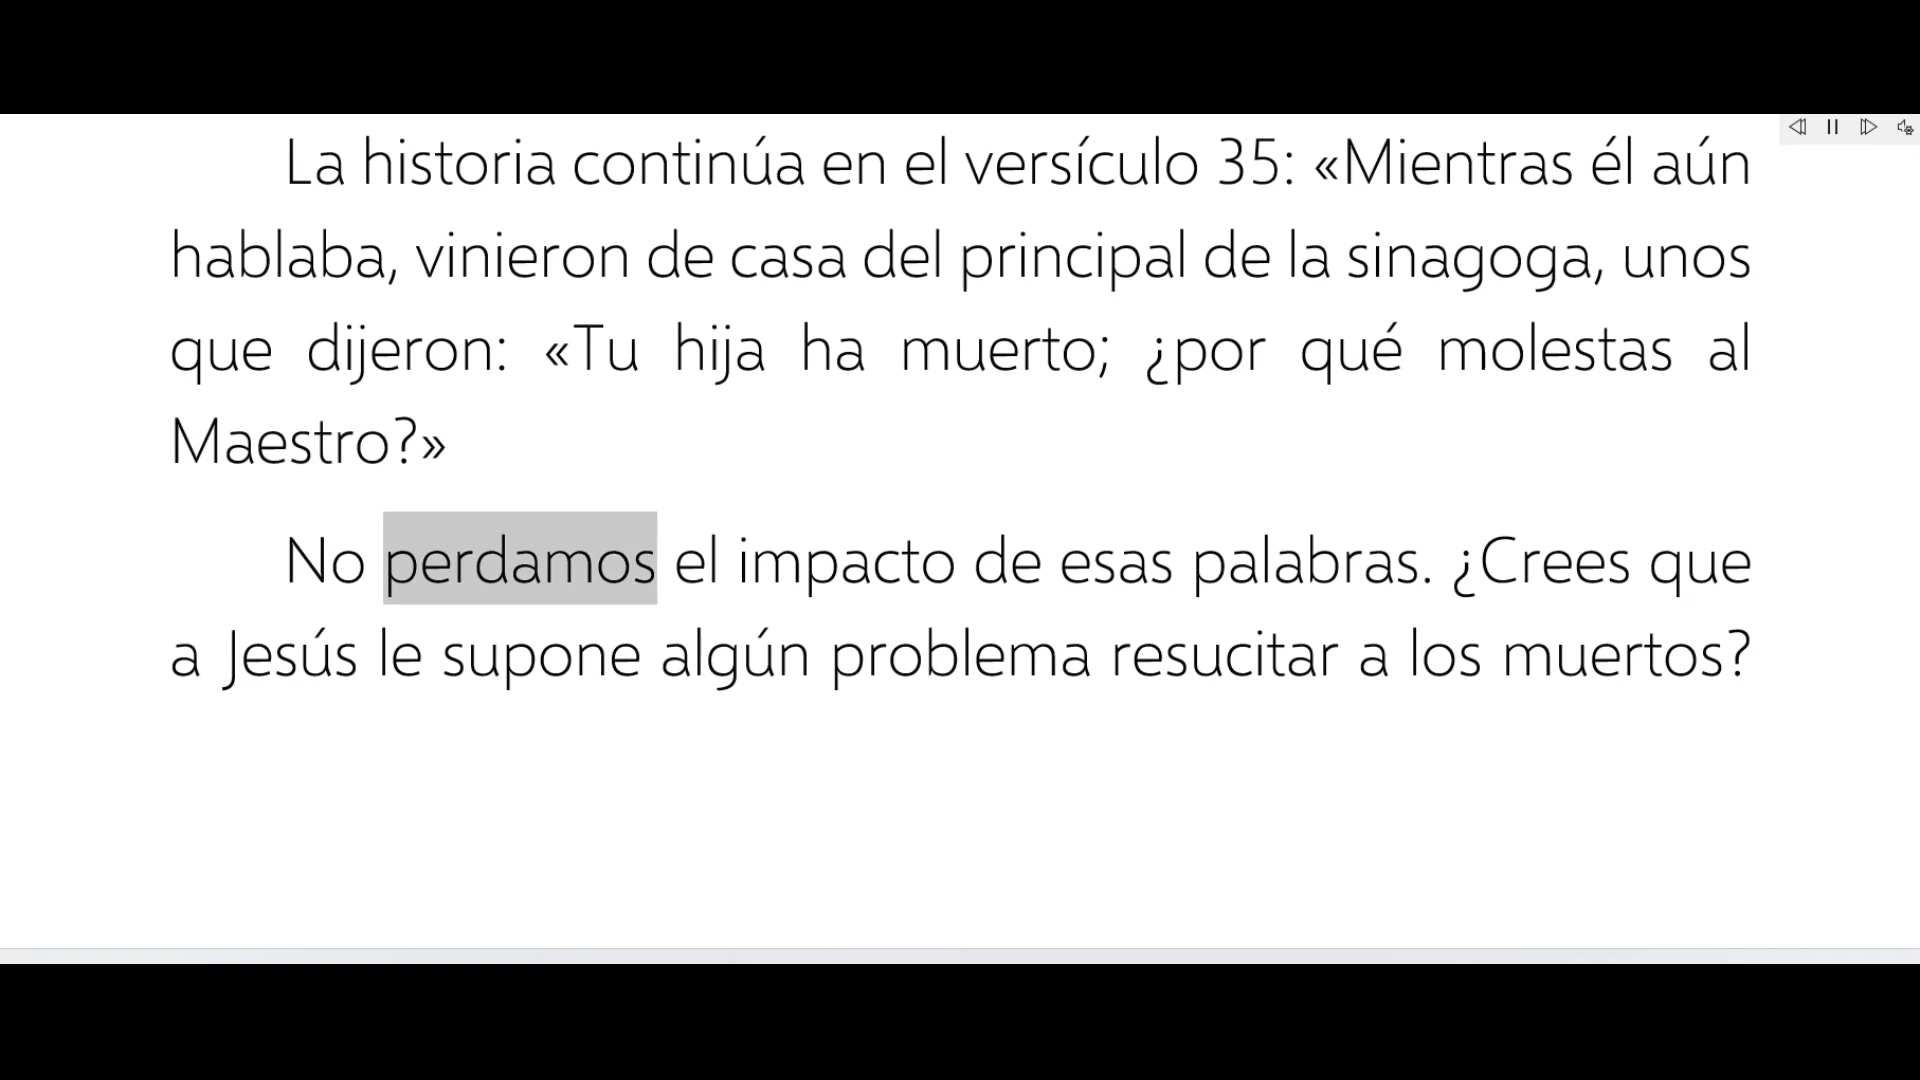 La historia continúa en el versículo 35: «Mientras él aún
hablaba, vinieron de casa del principal de la sinagoga, unos
que dijeron: «Tu hija ha muerto; ¿por qué molestas al
Maestro?»
No perdamos el impacto de esas palabras. ¿Crees que
a Jesús le supone algún problema resucitar a los muertos?